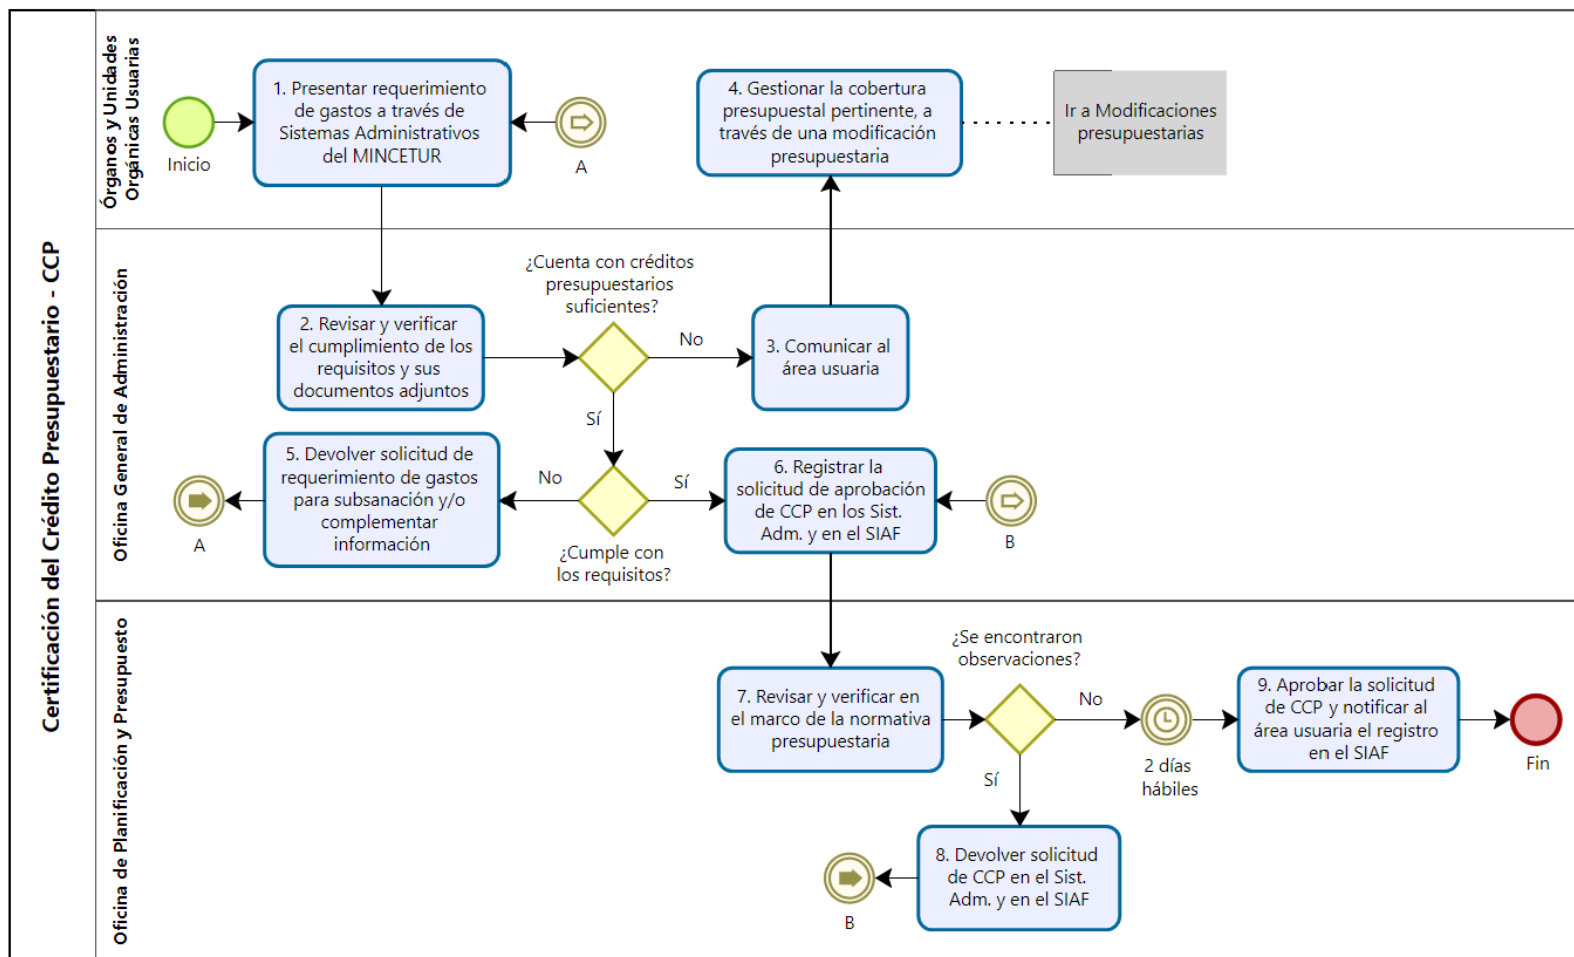 Certificación del Crédito Presupuestario - CCP
Órganos y Unidades
Orgánicas Usuarias
Inicio
1. Presentar requerimiento
de gastos a través de
Sistemas Administrativos
del MINCETUR
A
4. Gestionar la cobertura
presupuestal pertinente, a
través de una modificación
presupuestaria
Ir a Modificaciones
presupuestarias
Oficina General de Administración
¿Cuenta con créditos
presupuestarios
suficientes?
2. Revisar y verificar
el cumplimiento de los
requisitos y sus
documentos adjuntos
No
3. Comunicar al
área usuaria
Sí
5. Devolver solicitud de
requerimiento de gastos
para subsanación y/o
complementar
información
A
No
Sí
¿Cumple con
los requisitos?
6. Registrar la
solicitud de aprobación
de CCP en los Sist.
Adm. y en el SIAF
B
Oficina de Planificación y Presupuesto
7. Revisar y verificar en
el marco de la normativa
presupuestaria
¿Se encontraron
observaciones?
No
2 días
hábiles
9. Aprobar la solicitud
de CCP y notificar al
área usuaria el registro
en el SIAF
Fin
Sí
8. Devolver solicitud
de CCP en el Sist.
Adm. y en el SIAF
B